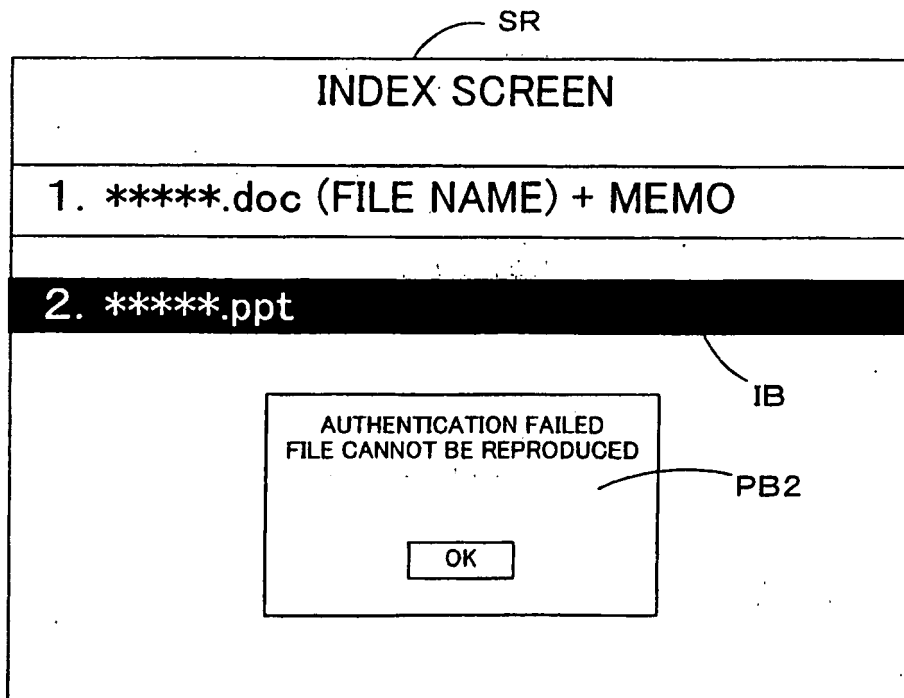 SR
INDEX SCREEN
1. *****.doc (FILE NAME) + MEMO
2. *****.ppt
IB
AUTHENTICATION FAILED
FILE CANNOT BE REPRODUCED
PB2
OK